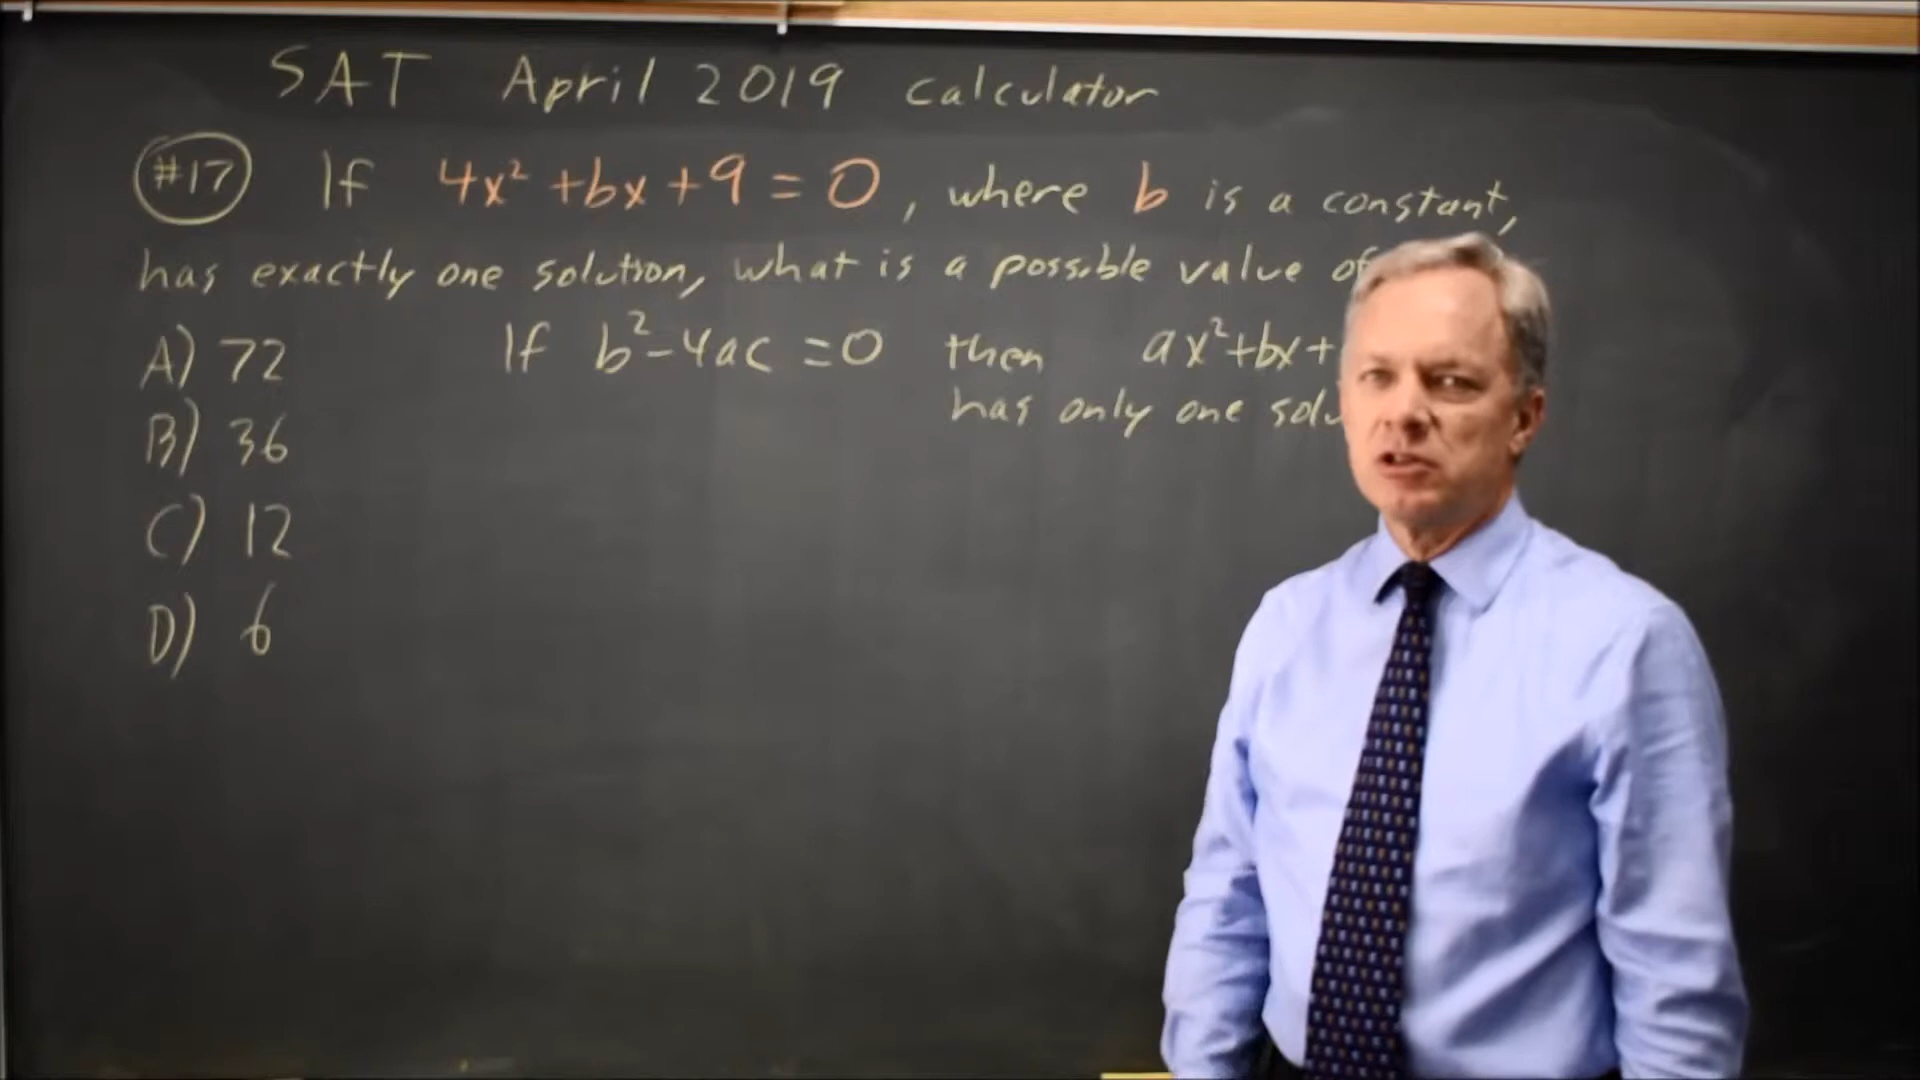 SAT April 2019 calculator
#17 If 4x² + bx + 9 = 0, where b is a constant,
has exactly one solution, what is a possible value of
A) 72 If b² - 4ac = 0 then ax² + bx +
has only one
B) 36
C) 12
D) 6